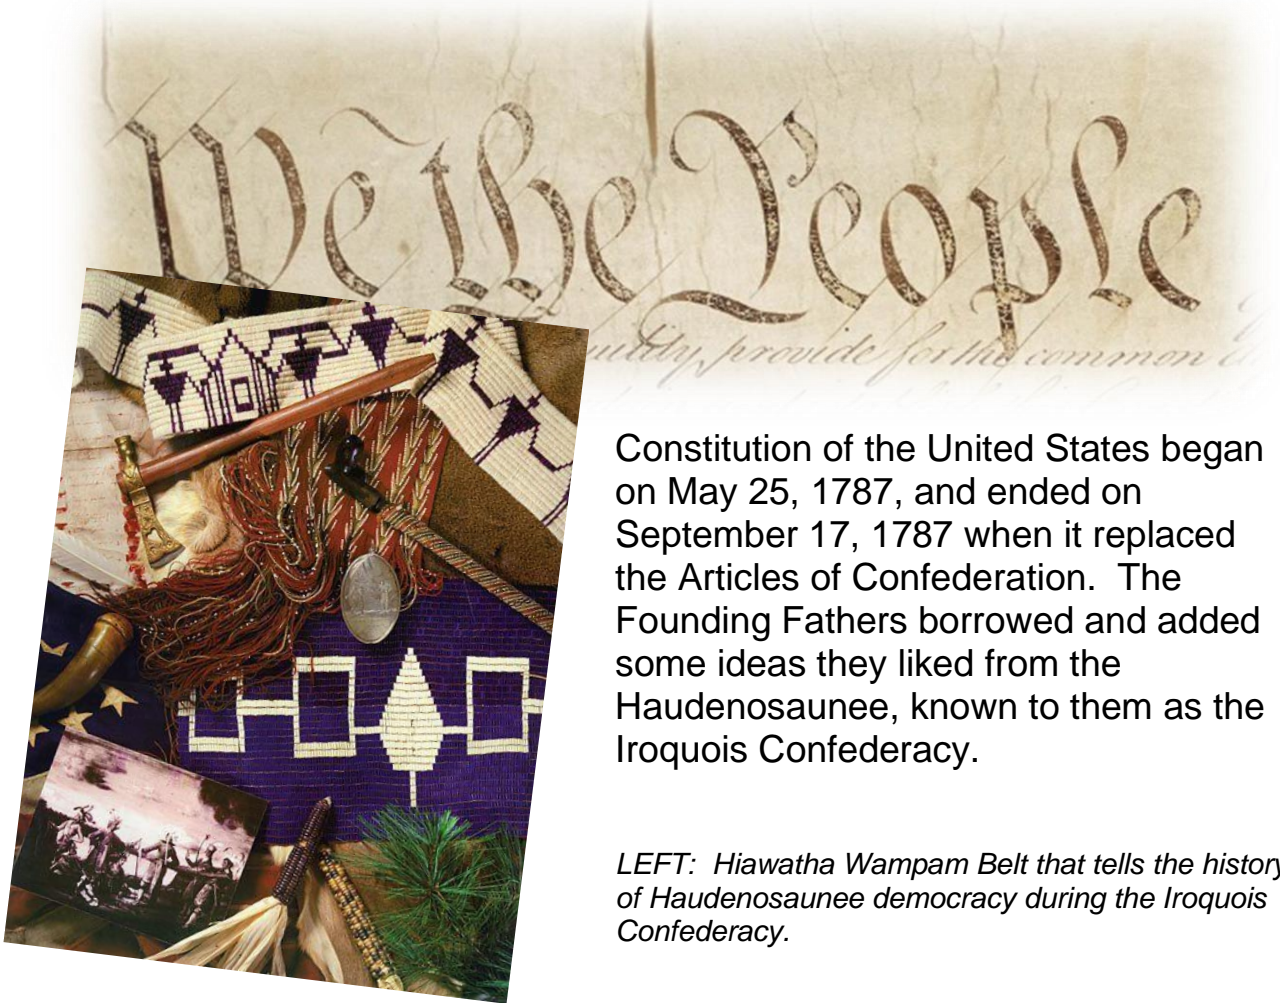 We the People
quility, provide for the common
Constitution of the United States began
on May 25, 1787, and ended on
September 17, 1787 when it replaced
the Articles of Confederation.  The
Founding Fathers borrowed and added
some ideas they liked from the
Haudenosaunee, known to them as the
Iroquois Confederacy.
LEFT:  Hiawatha Wampam Belt that tells the history
of Haudenosaunee democracy during the Iroquois
Confederacy.